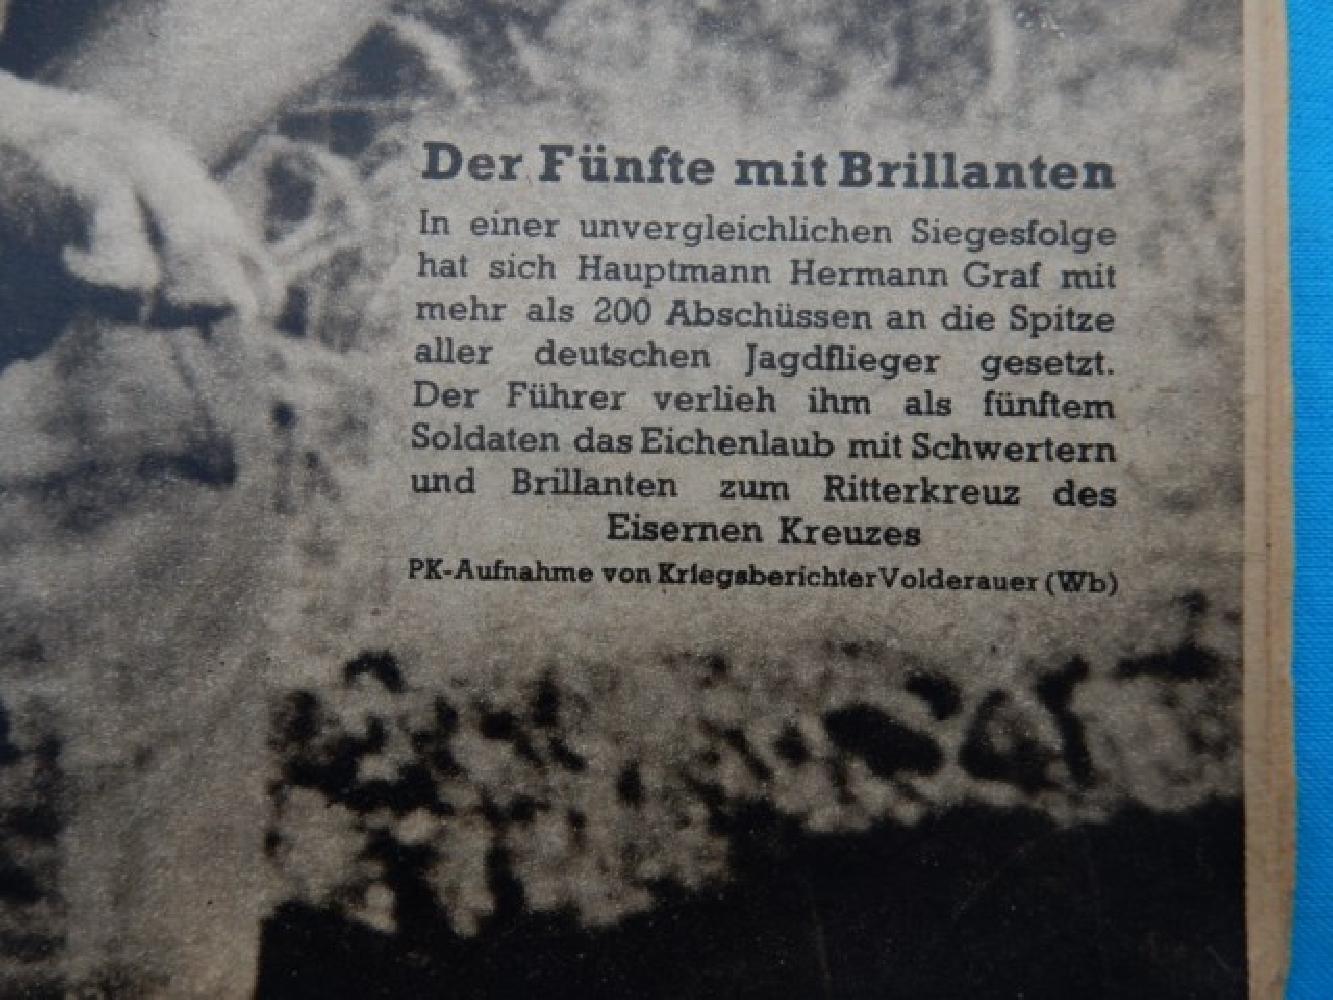 Der Fünfte mit Brillanten
In einer unvergleichlichen Siegesfolge
hat sich Hauptmann Hermann Graf mit
mehr als 200 Abschüssen an die Spitze
aller deutschen Jagdflieger gesetzt.
Der Führer verlieh ihm als fünftem
Soldaten das Eichenlaub mit Schwertern
und Brillanten zum Ritterkreuz des
Eisernen Kreuzes
PK-Aufnahme von Kriegsberichter Volderauer (Wb)